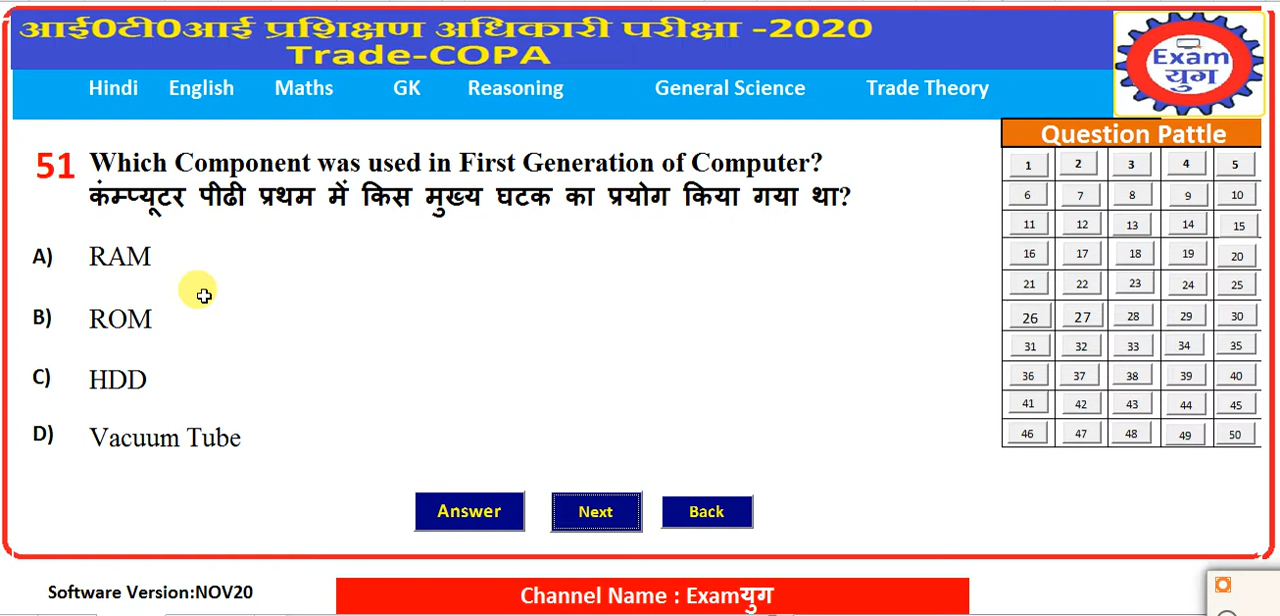 आई0टी0आई प्रशिक्षण अधिकारी परीक्षा -2020
Trade-COPA
Exam
युग
Hindi English Maths GK Reasoning General Science Trade Theory
Question Pattle
51 Which Component was used in First Generation of Computer?
कंम्प्यूटर पीढी प्रथम में किस मुख्य घटक का प्रयोग किया गया था?
A) RAM
B) ROM
C) HDD
D) Vacuum Tube
1 2 3 4 5
6 7 8 9 10
11 12 13 14 15
16 17 18 19 20
21 22 23 24 25
26 27 28 29 30
31 32 33 34 35
36 37 38 39 40
41 42 43 44 45
46 47 48 49 50
Answer Next Back
Software Version:NOV20
Channel Name : Examयुग